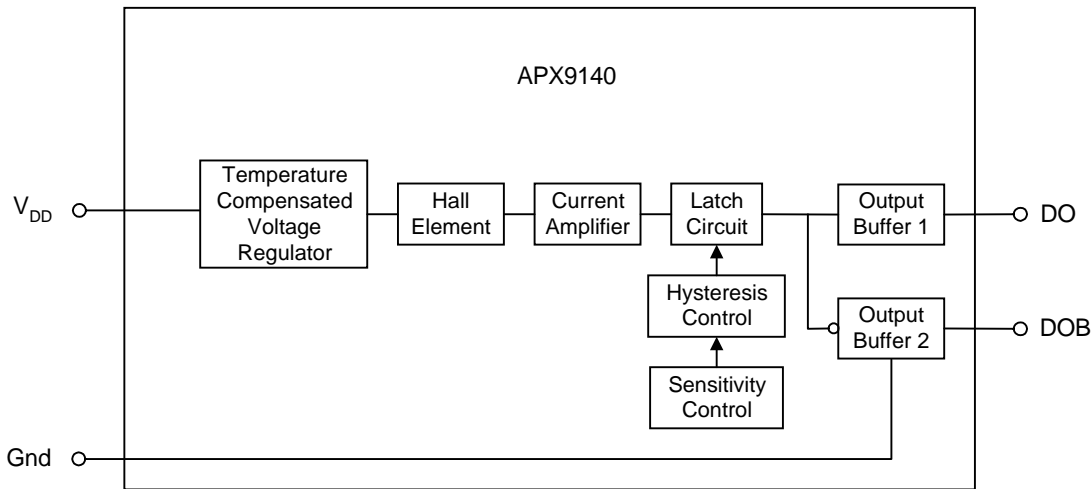 APX9140
V_DD
Temperature
Compensated
Voltage
Regulator
Hall
Element
Current
Amplifier
Latch
Circuit
Output
Buffer 1
DO
Hysteresis
Control
Output
Buffer 2
DOB
Sensitivity
Control
Gnd